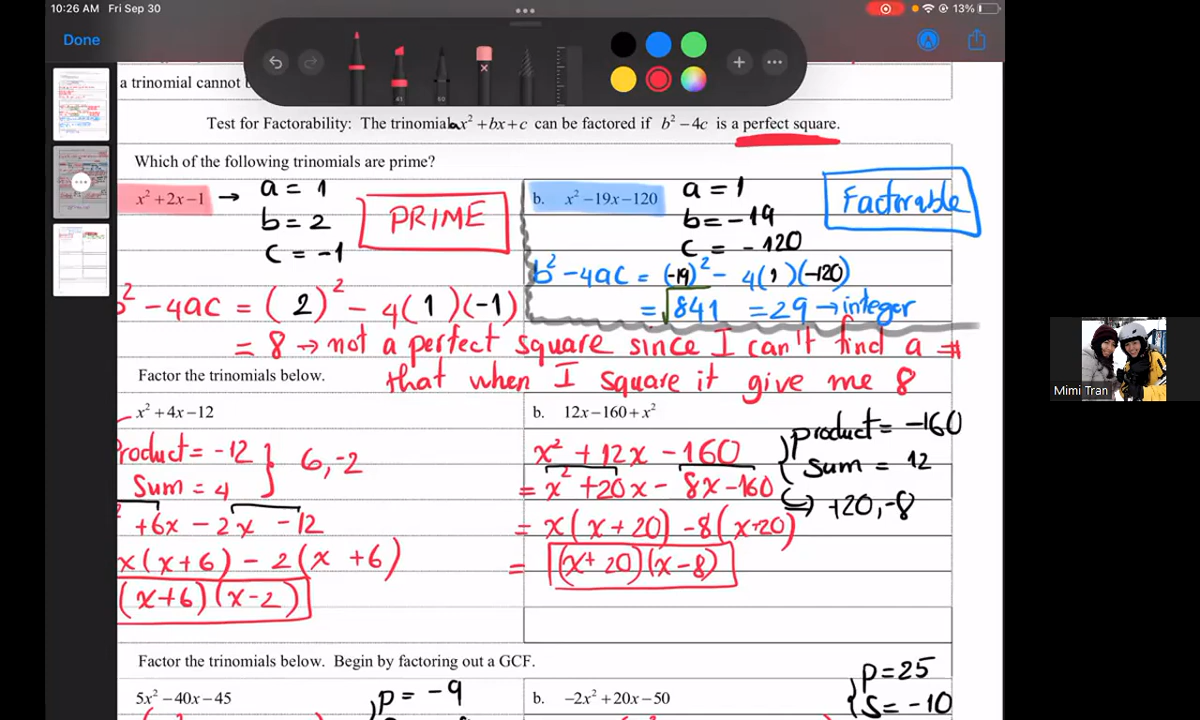 10:26 AM Fri Sep 30
13%
Done
a trinomial cannot
Test for Factorability: The trinomial ax² + bx + c can be factored if b² − 4c is a perfect square.
Which of the following trinomials are prime?
x² + 2x − 1 → a = 1
b = 2
c = −1
PRIME
b² − 4ac = (2)² − 4(1)(−1)
= 8 → not a perfect square since I can't find a #
that when I square it give me 8
b. x² − 19x − 120
a = 1
b = −19
c = −120
Factorable
b² − 4ac = (−19)² − 4(1)(−120)
= √841 = 29 → integer
Factor the trinomials below.
x² + 4x − 12
Product = −12
Sum = 4
6, −2
+6x − 2x − 12
x(x + 6) − 2(x + 6)
(x + 6)(x − 2)
b. 12x − 160 + x²
x² + 12x − 160
= x² + 20x − 8x − 160
= x(x + 20) − 8(x + 20)
= (x + 20)(x − 8)
product = −160
Sum = 12
↳ +20, −8
Factor the trinomials below. Begin by factoring out a GCF.
5x² − 40x − 45
p = −9
b. −2x² + 20x − 50
p = 25
S = −10
Mimi Tran